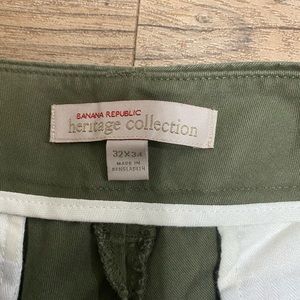 BANANA REPUBLIC
heritage collection
32X34
MADE IN
BANGLADESH